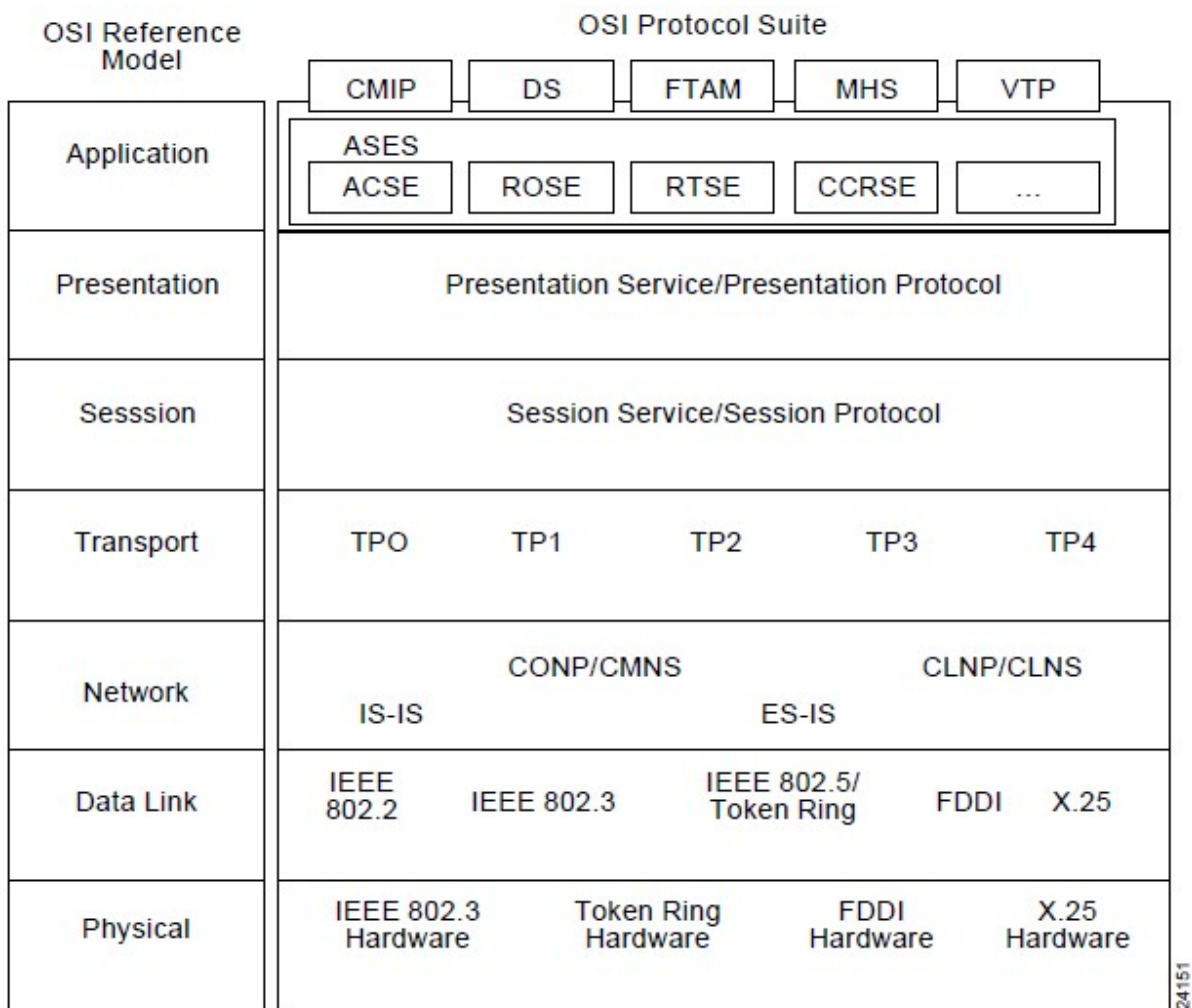 OSI Reference
Model
OSI Protocol Suite
CMIP
DS
FTAM
MHS
VTP
Application
ASES
ACSE
ROSE
RTSE
CCRSE
...
Presentation
Presentation Service/Presentation Protocol
Sesssion
Session Service/Session Protocol
Transport
TPO
TP1
TP2
TP3
TP4
Network
CONP/CMNS
CLNP/CLNS
IS-IS
ES-IS
Data Link
IEEE
802.2
IEEE 802.3
IEEE 802.5/
Token Ring
FDDI
X.25
Physical
IEEE 802.3
Hardware
Token Ring
Hardware
FDDI
Hardware
X.25
Hardware
24151